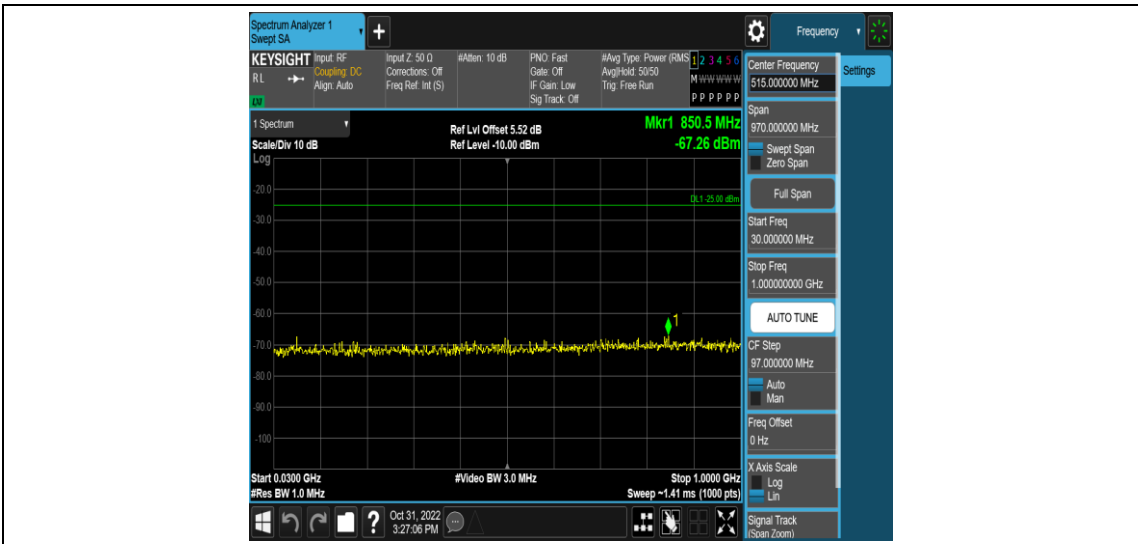 Spectrum Analyzer 1
Swept SA
+
Frequency
KEYSIGHT
RL
LXI
Input: RF
Coupling: DC
Align: Auto
Input Z: 50 Ω
Corrections: Off
Freq Ref: Int (S)
#Atten: 10 dB
PNO: Fast
Gate: Off
IF Gain: Low
Sig Track: Off
#Avg Type: Power (RMS
Avg|Hold: 50/50
Trig: Free Run
1 2 3 4 5 6
M W W W W W
P P P P P P
1 Spectrum
Scale/Div 10 dB
Log
Ref Lvl Offset 5.52 dB
Ref Level -10.00 dBm
Mkr1 850.5 MHz
-67.26 dBm
DL1 -25.00 dBm
-20.0
-30.0
-40.0
-50.0
-60.0
-70.0
-80.0
-90.0
-100
1
Start 0.0300 GHz
#Res BW 1.0 MHz
#Video BW 3.0 MHz
Stop 1.0000 GHz
Sweep ~1.41 ms (1000 pts)
?
Oct 31, 2022
3:27:06 PM
Center Frequency
515.000000 MHz
Settings
Span
970.000000 MHz
Swept Span
Zero Span
Full Span
Start Freq
30.000000 MHz
Stop Freq
1.000000000 GHz
AUTO TUNE
CF Step
97.000000 MHz
Auto
Man
Freq Offset
0 Hz
X Axis Scale
Log
Lin
Signal Track
(Span Zoom)